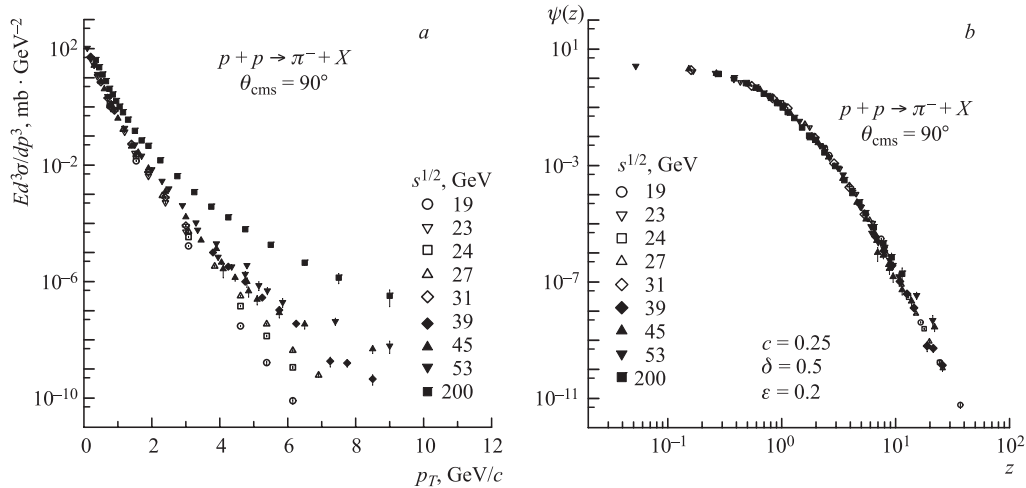 a
p + p → π⁻ + X
θcms = 90°
Ed³σ/dp³, mb · GeV⁻²
10²
10⁻²
10⁻⁶
10⁻¹⁰
s¹/², GeV
19
23
24
27
31
39
45
53
200
0 2 4 6 8 10 12
p_T, GeV/c
ψ(z)
b
p + p → π⁻ + X
θcms = 90°
10¹
10⁻³
10⁻⁷
10⁻¹¹
s¹/², GeV
19
23
24
27
31
39
45
53
200
c = 0.25
δ = 0.5
ε = 0.2
10⁻¹ 10⁰ 10¹ 10²
z